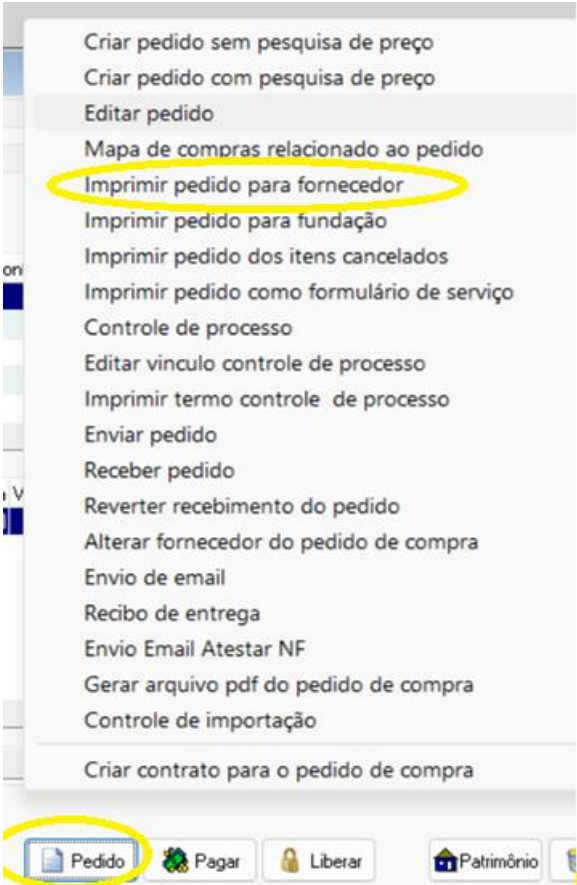 Criar pedido sem pesquisa de preço
Criar pedido com pesquisa de preço
Editar pedido
Mapa de compras relacionado ao pedido
Imprimir pedido para fornecedor
Imprimir pedido para fundação
Imprimir pedido dos itens cancelados
Imprimir pedido como formulário de serviço
Controle de processo
Editar vinculo controle de processo
Imprimir termo controle de processo
Enviar pedido
Receber pedido
Reverter recebimento do pedido
Alterar fornecedor do pedido de compra
Envio de email
Recibo de entrega
Envio Email Atestar NF
Gerar arquivo pdf do pedido de compra
Controle de importação
Criar contrato para o pedido de compra
Pedido Pagar Liberar Patrimônio